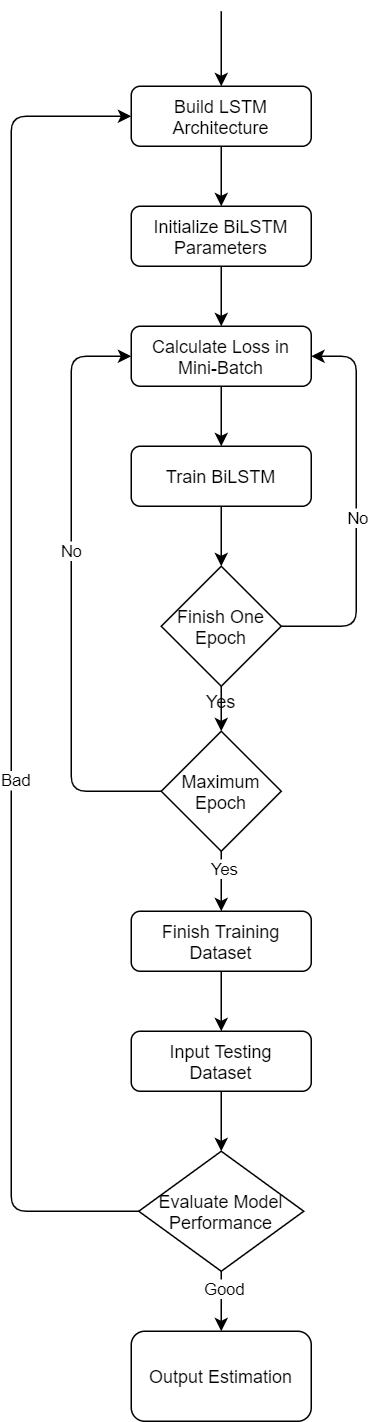 Build LSTM
Architecture
Initialize BiLSTM
Parameters
Calculate Loss in
Mini-Batch
Train BiLSTM
No
No
Finish One
Epoch
Yes
Bad
Maximum
Epoch
Yes
Finish Training
Dataset
Input Testing
Dataset
Evaluate Model
Performance
Good
Output Estimation